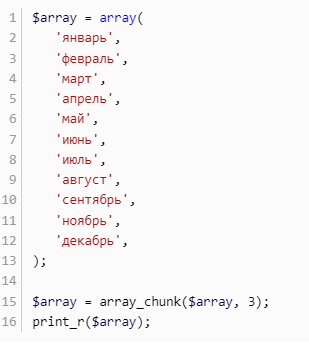 1 $array = array(
2 'январь',
3 'февраль',
4 'март',
5 'апрель',
6 'май',
7 'июнь',
8 'июль',
9 'август',
10 'сентябрь',
11 'ноябрь',
12 'декабрь',
13 );
14
15 $array = array_chunk($array, 3);
16 print_r($array);